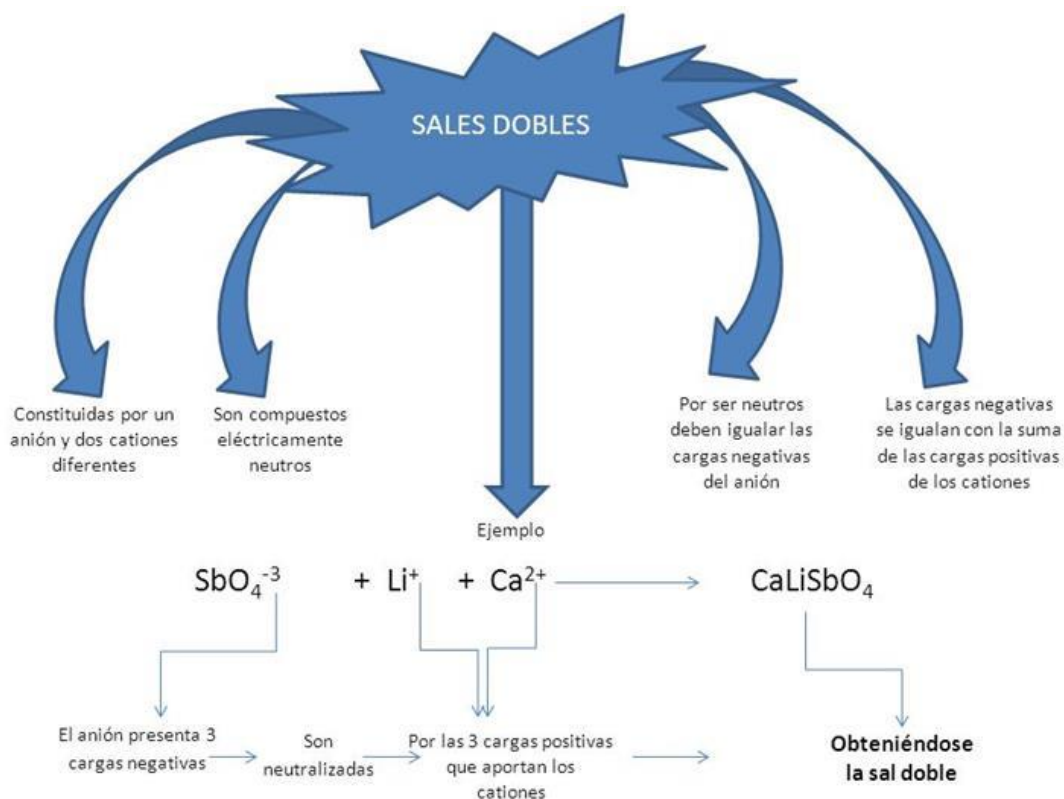 SALES DOBLES
Constituidas por un
anión y dos cationes
diferentes
Son compuestos
eléctricamente
neutros
Por ser neutros
deben igualar las
cargas negativas
del anión
Las cargas negativas
se igualan con la suma
de las cargas positivas
de los cationes
Ejemplo
SbO₄⁻³ + Li⁺ + Ca²⁺ CaLiSbO₄
El anión presenta 3
cargas negativas
Son
neutralizadas
Por las 3 cargas positivas
que aportan los
cationes
Obteniéndose
la sal doble